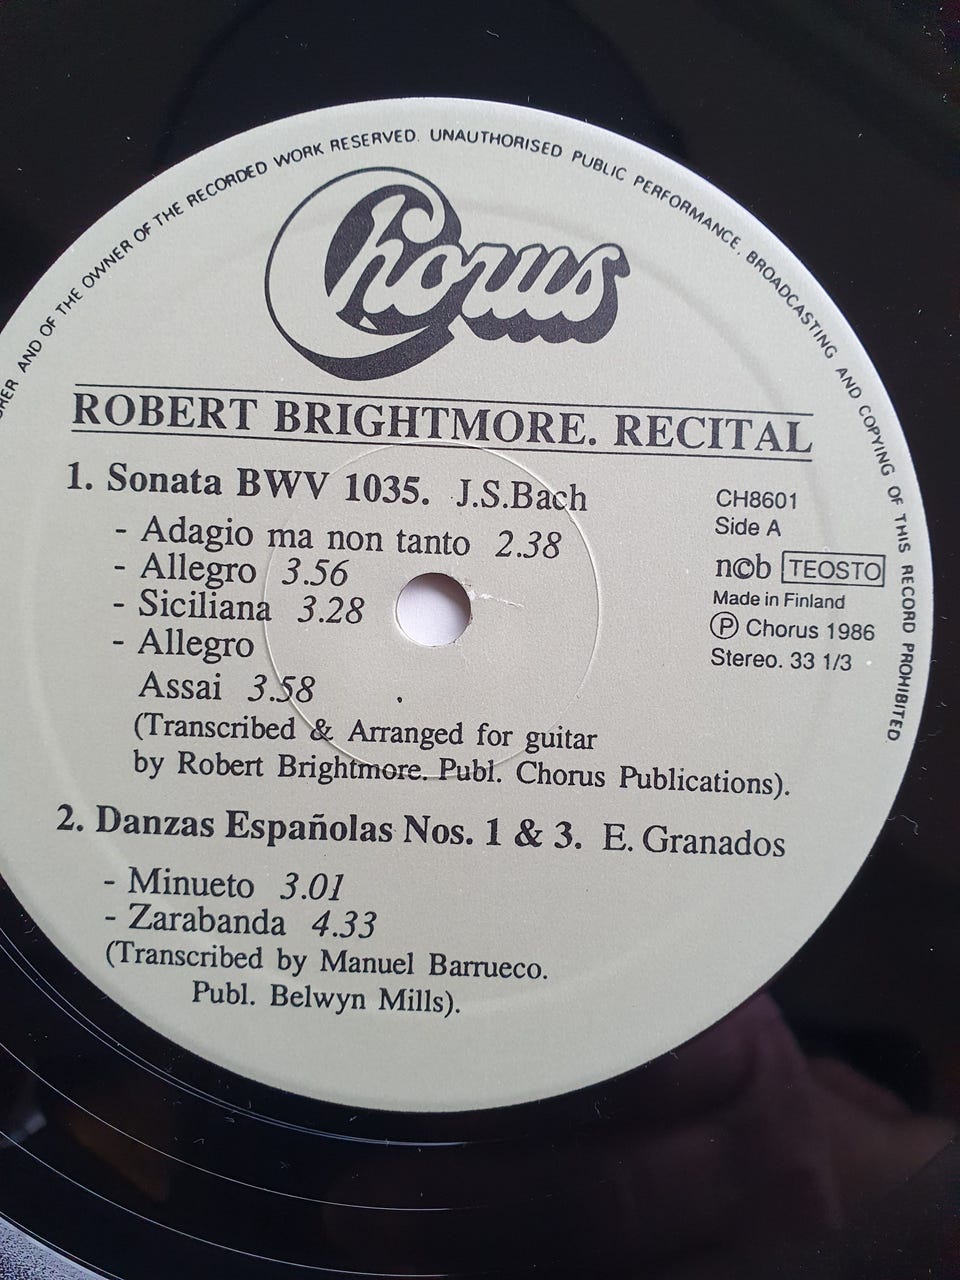 AND OF THE OWNER OF THE RECORDED WORK RESERVED. UNAUTHORISED PUBLIC PERFORMANCE, BROADCASTING AND COPYING OF THIS RECORD PROHIBITED.
Chorus
ROBERT BRIGHTMORE. RECITAL
1. Sonata BWV 1035. J.S.Bach
- Adagio ma non tanto 2.38
- Allegro 3.56
- Siciliana 3.28
- Allegro
Assai 3.58
(Transcribed & Arranged for guitar
by Robert Brightmore. Publ. Chorus Publications).
CH8601
Side A
n©b TEOSTO
Made in Finland
Ⓟ Chorus 1986
Stereo. 33 1/3
2. Danzas Españolas Nos. 1 & 3. E. Granados
- Minueto 3.01
- Zarabanda 4.33
(Transcribed by Manuel Barrueco.
Publ. Belwyn Mills).